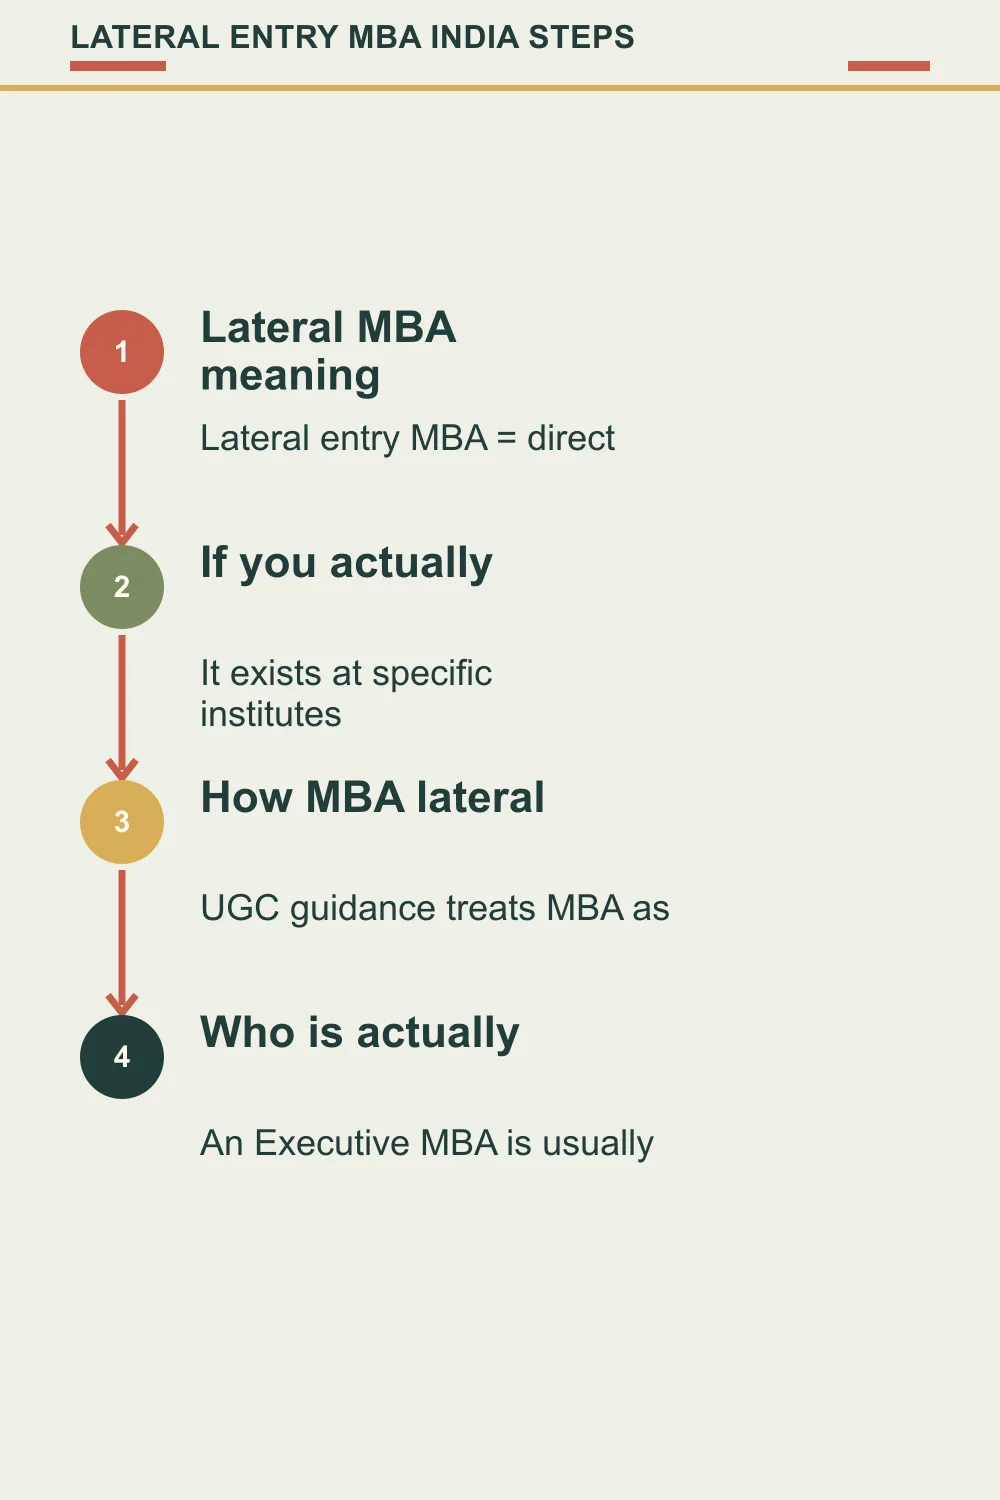 LATERAL ENTRY MBA INDIA STEPS
1
Lateral MBA
meaning
Lateral entry MBA = direct
2
If you actually
It exists at specific
institutes
3
How MBA lateral
UGC guidance treats MBA as
4
Who is actually
An Executive MBA is usually